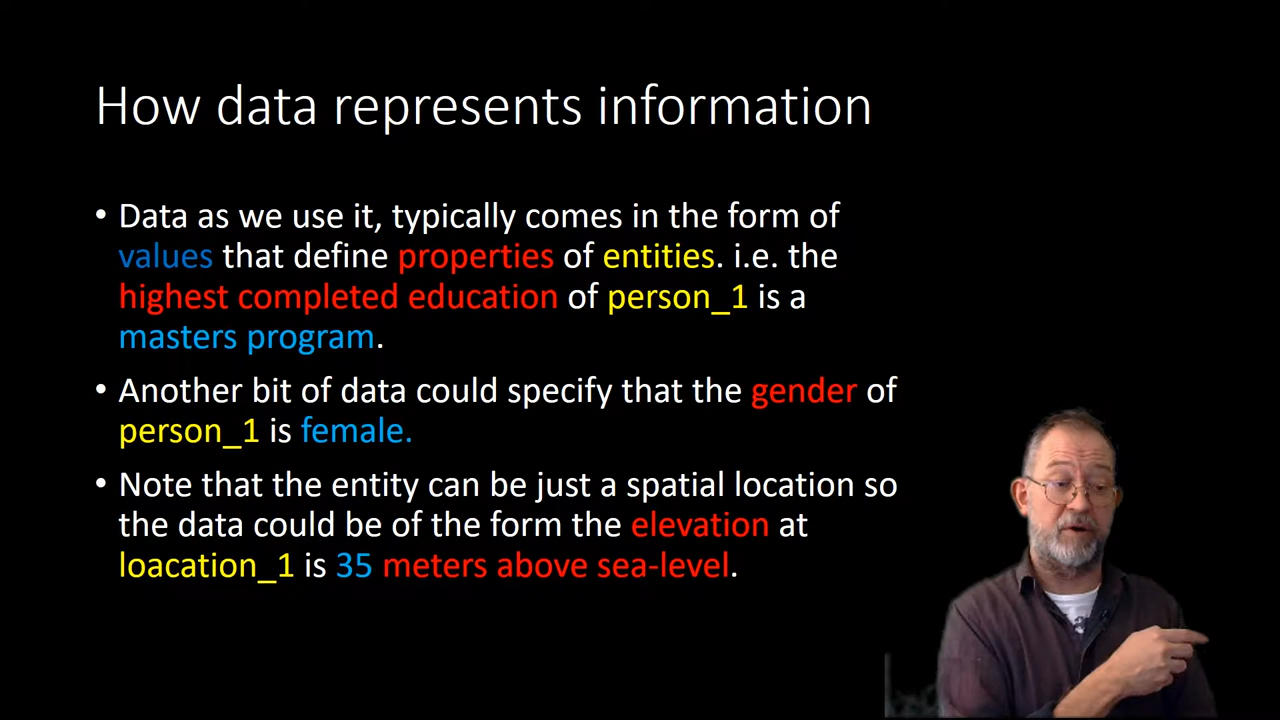 How data represents information
• Data as we use it, typically comes in the form of
values that define properties of entities. i.e. the
highest completed education of person_1 is a
masters program.
• Another bit of data could specify that the gender of
person_1 is female.
• Note that the entity can be just a spatial location so
the data could be of the form the elevation at
loacation_1 is 35 meters above sea-level.